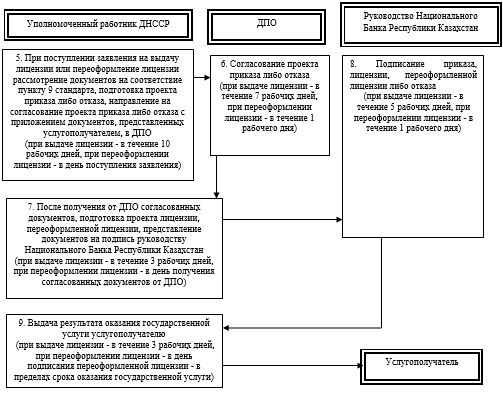 Уполномоченный работник ДНССР
ДПО
Руководство Национального
Банка Республики Казахстан
5. При поступлении заявления на выдачу
лицензии или переоформление лицензии
рассмотрение документов на соответствие
пункту 9 стандарта, подготовка проекта
приказа либо отказа, направление на
согласование проекта приказа либо отказа с
приложением документов, представленных
услугополучателем, в ДПО
(при выдаче лицензии - в течение 10
рабочих дней, при переоформлении
лицензии - в день поступления заявления)
6. Согласование проекта
приказа либо отказа
(при выдаче лицензии - в
течение 7 рабочих дней,
при переоформлении
лицензии - в течение 1
рабочего дня)
8. Подписание приказа,
лицензии, переоформленной
лицензии либо отказа
(при выдаче лицензии - в
течение 5 рабочих дней, при
переоформлении лицензии - в
течение 1 рабочего дня)
7. После получения от ДПО согласованных
документов, подготовка проекта лицензии,
переоформленной лицензии, представление
документов на подпись руководству
Национального Банка Республики Казахстан
(при выдаче лицензии - в течение 3 рабочих дней,
при переоформлении лицензии - в день получения
согласованных документов от ДПО)
9. Выдача результата оказания государственной
услуги услугополучателю
(при выдаче лицензии - в течение 3 рабочих дней,
при переоформлении лицензии - в день
подписания переоформленной лицензии - в
пределах срока оказания государственной услуги)
Услугополучатель